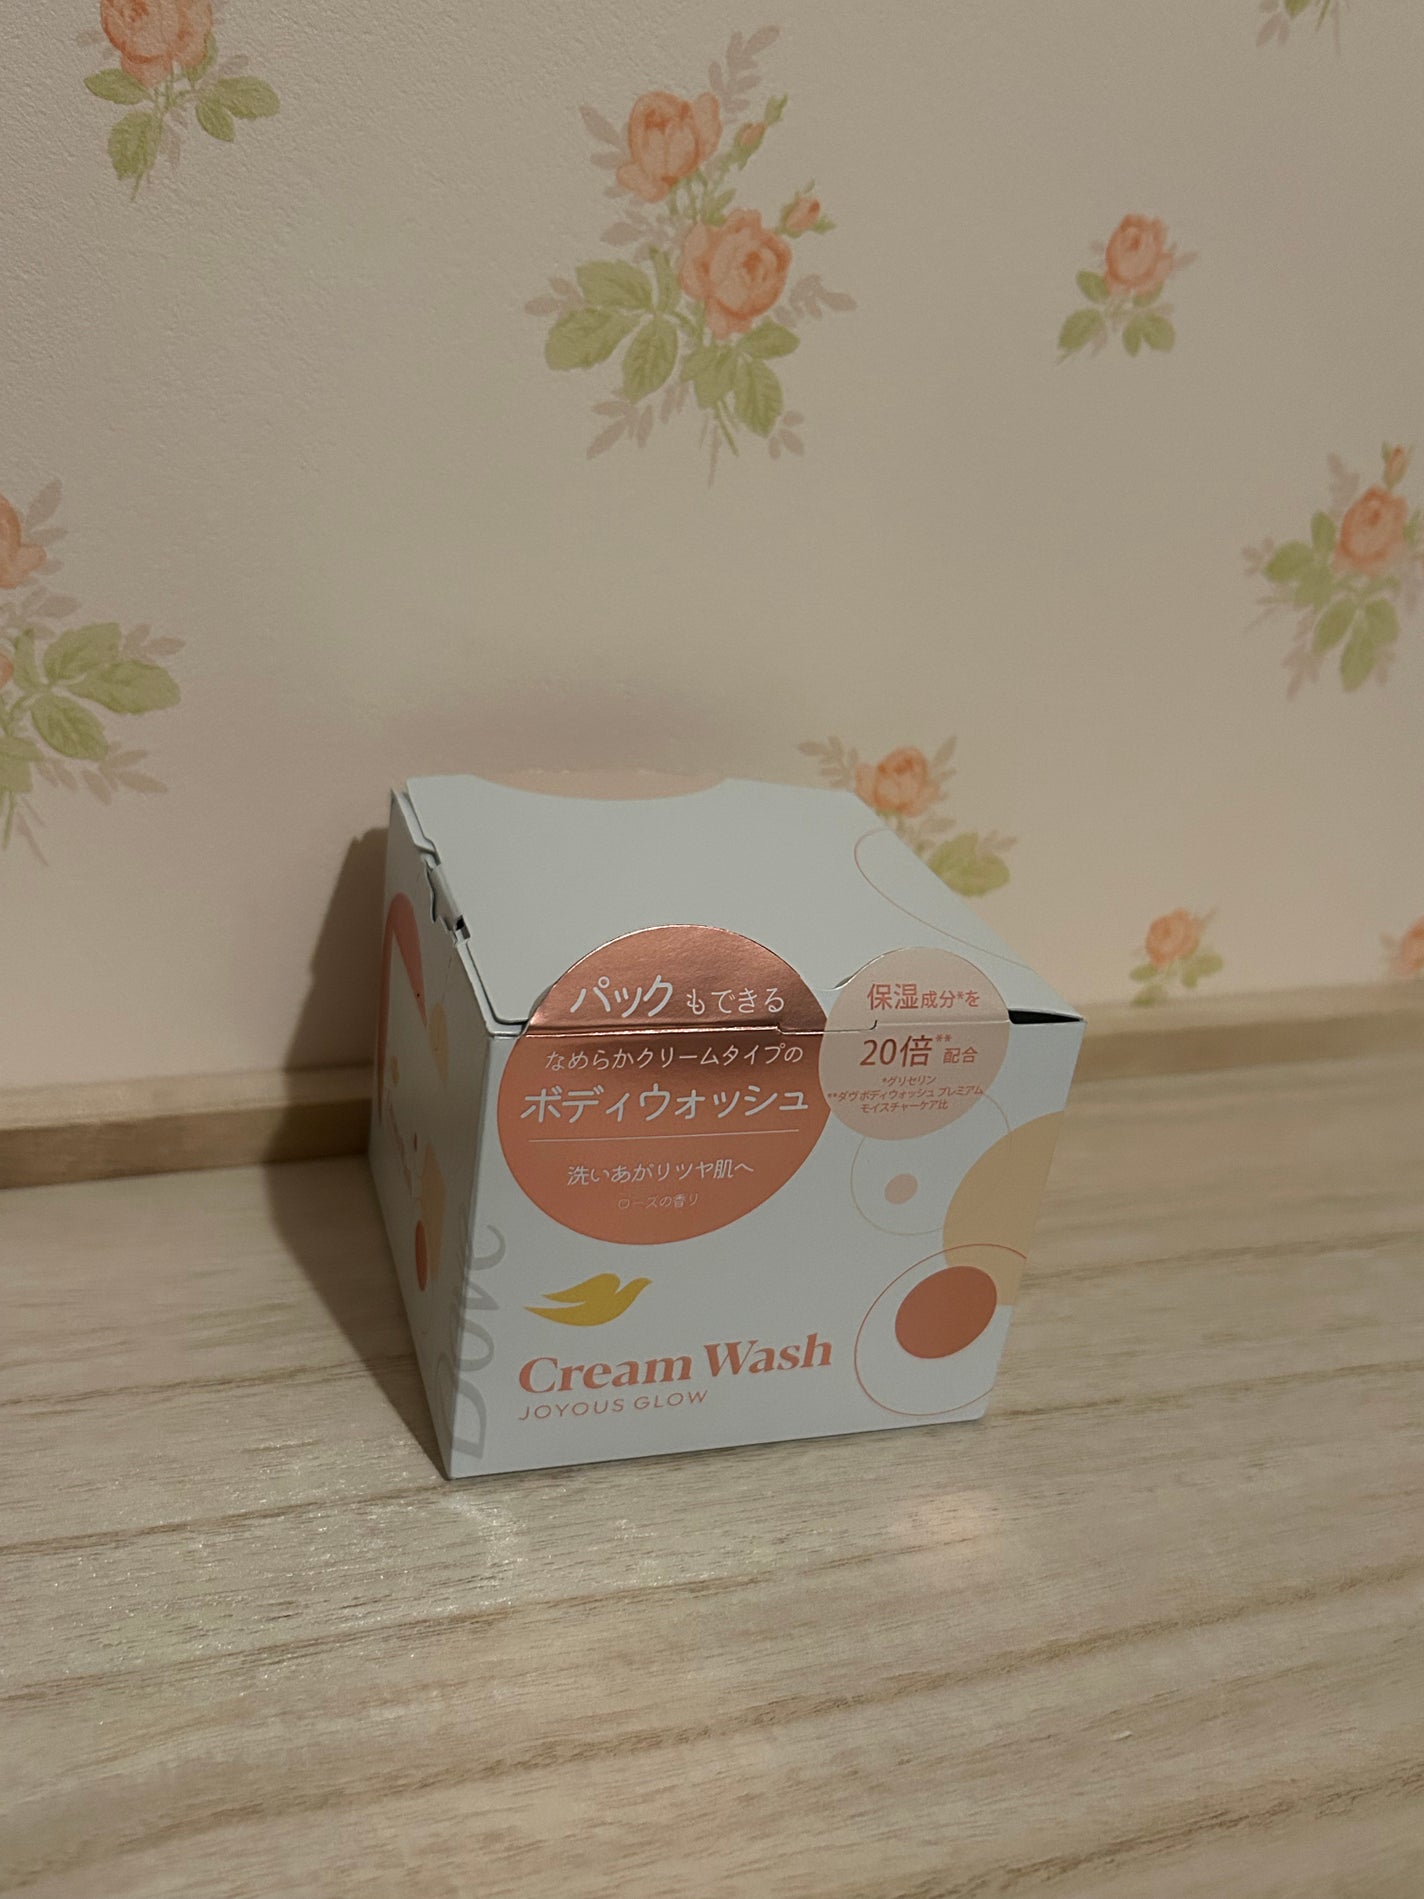 パックもできる
なめらかクリームタイプの
ボディウォッシュ
洗いあがりツヤ肌へ
ローズの香り
保湿成分*を
20倍**配合
*グリセリン
**ダヴ ボディウォッシュ プレミアム
モイスチャーケア比
Dove
Cream Wash
JOYOUS GLOW